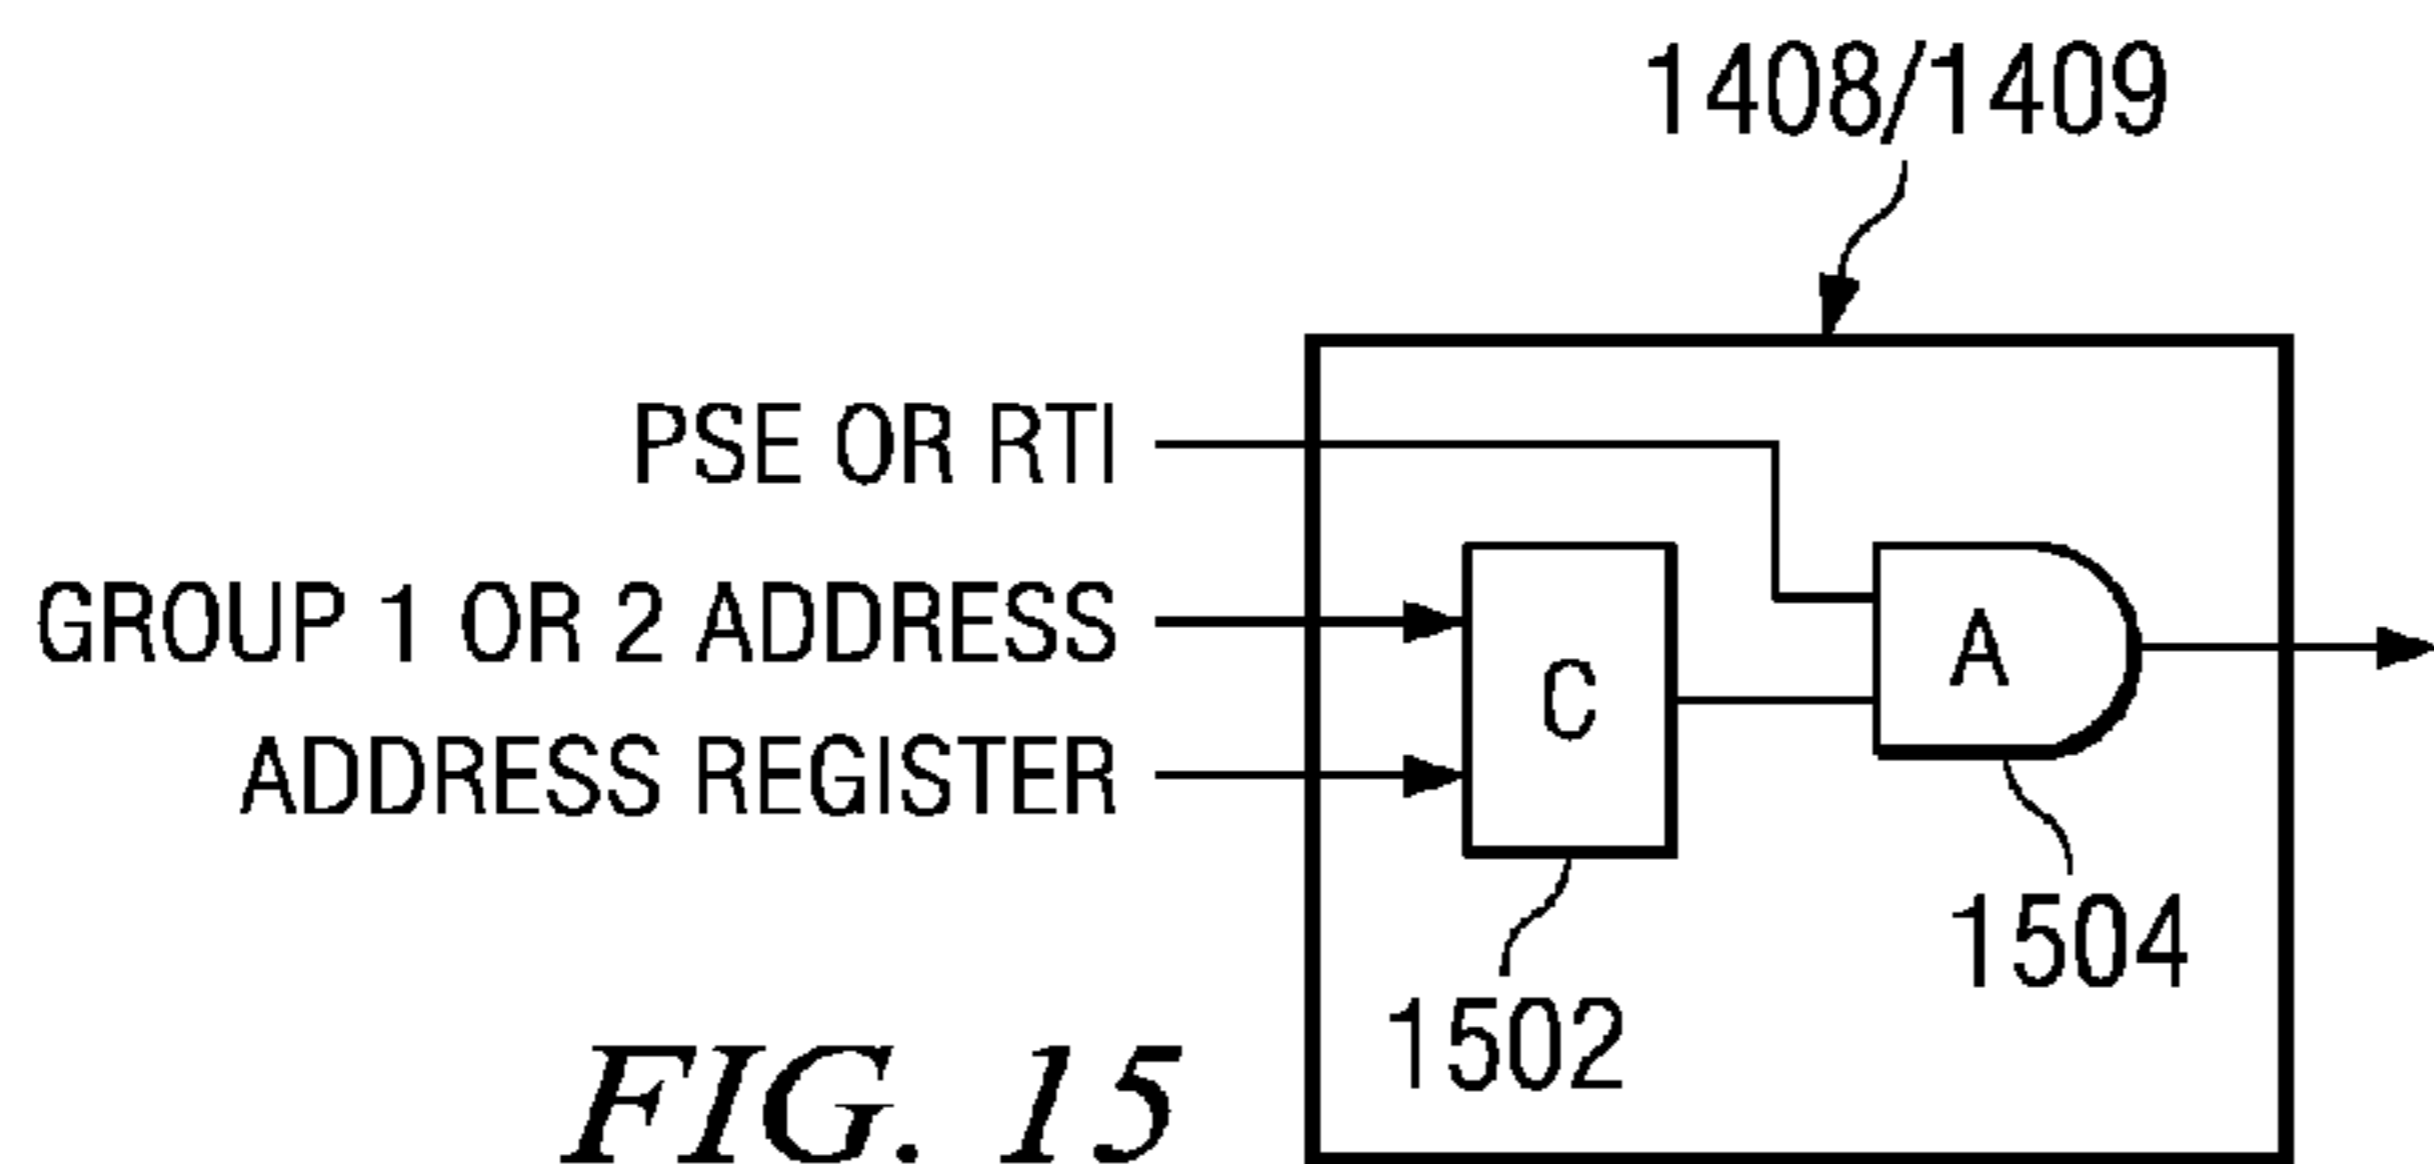 1408/1409
PSE OR RTI
GROUP 1 OR 2 ADDRESS
ADDRESS REGISTER
C
A
1504
1502
FIG. 15